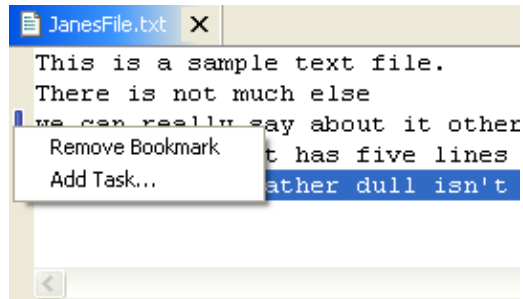 JanesFile.txt
This is a sample text file.
There is not much else
we can really say about it other
Remove Bookmark
t has five lines
Add Task...
ather dull isn't